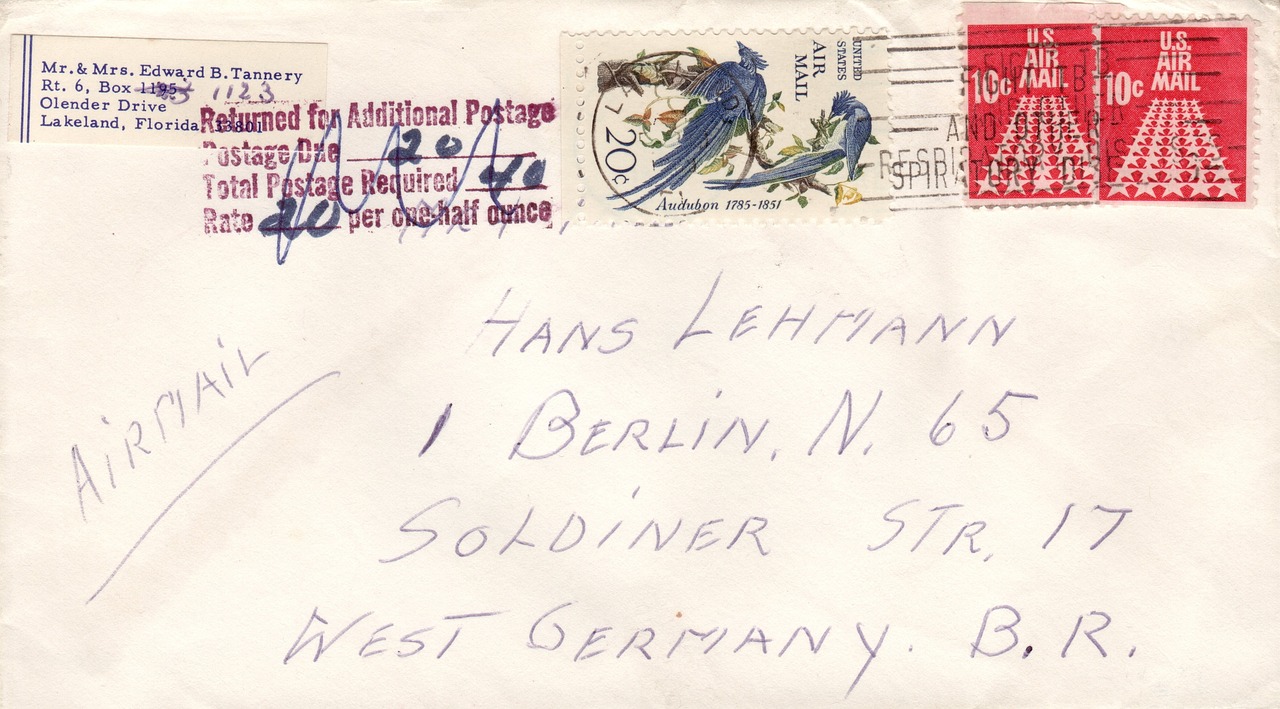 Mr. & Mrs. Edward B. Tannery
Rt. 6, Box 1195 1123
Olender Drive
Lakeland, Florida 33801
Returned for Additional Postage
Postage Due 20
Total Postage Required 40
Rate 20 per one-half ounce
UNITED STATES
AIR MAIL
20c
Audubon 1785-1851
U.S.
AIR
MAIL
10c
U.S.
AIR
MAIL
10c
FIGHT TB
AND OTHER
RESPIRATORY
AIRMAIL
HANS LEHMANN
1 BERLIN, N. 65
SOLDINER STR. 17
WEST GERMANY. B.R.